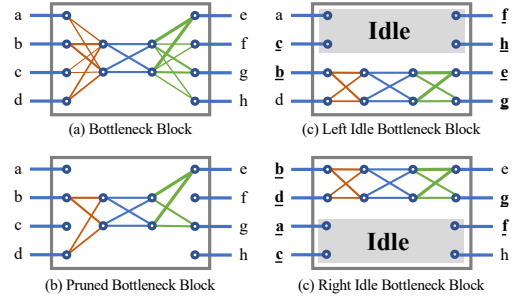 a e
b f
c g
d h
(a) Bottleneck Block
a f
Idle
c h
b e
d g
(c) Left Idle Bottleneck Block
a e
b f
c g
d h
(b) Pruned Bottleneck Block
b e
d g
a f
Idle
c h
(c) Right Idle Bottleneck Block